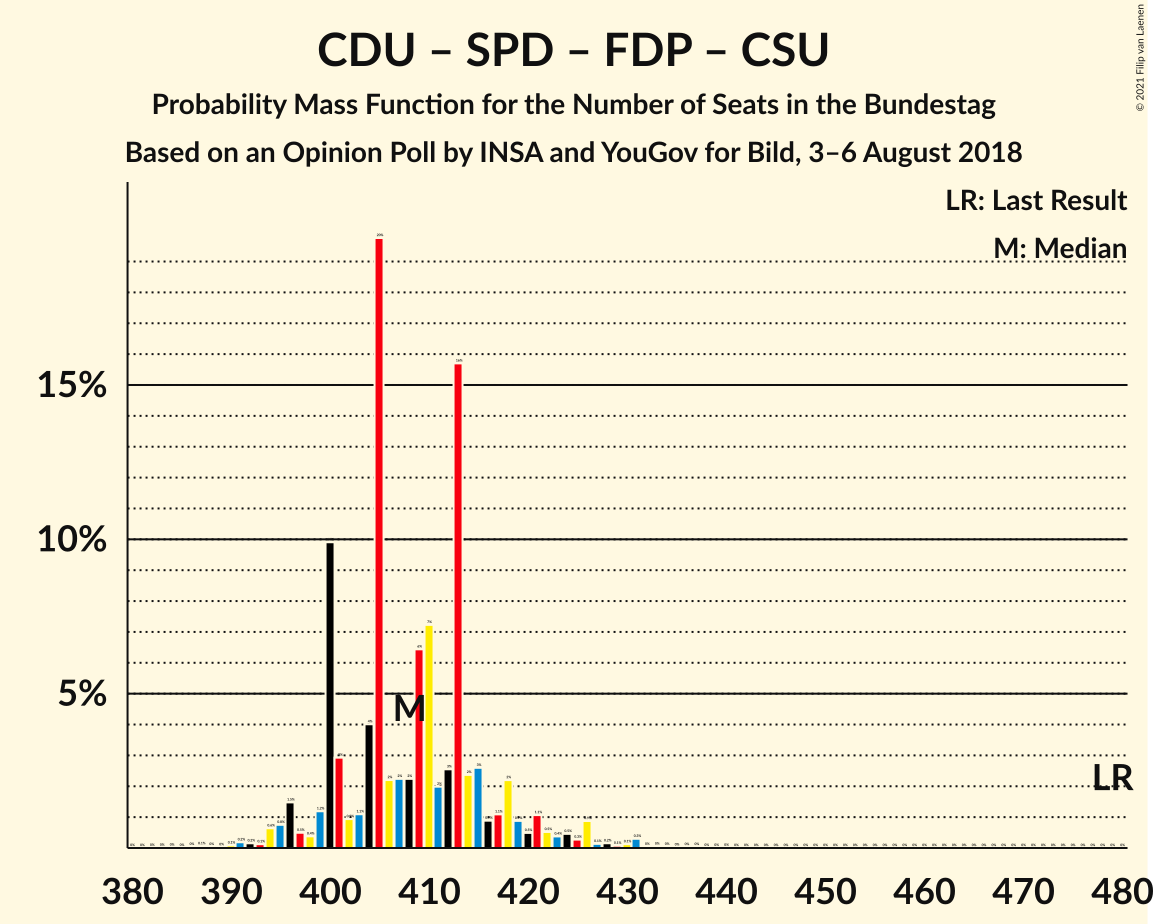 CDU – SPD – FDP – CSU
Probability Mass Function for the Number of Seats in the Bundestag
Based on an Opinion Poll by INSA and YouGov for Bild, 3–6 August 2018
© 2021 Filip van Laenen
LR: Last Result
M: Median
15%
10%
5%
M
LR
380 390 400 410 420 430 440 450 460 470 480